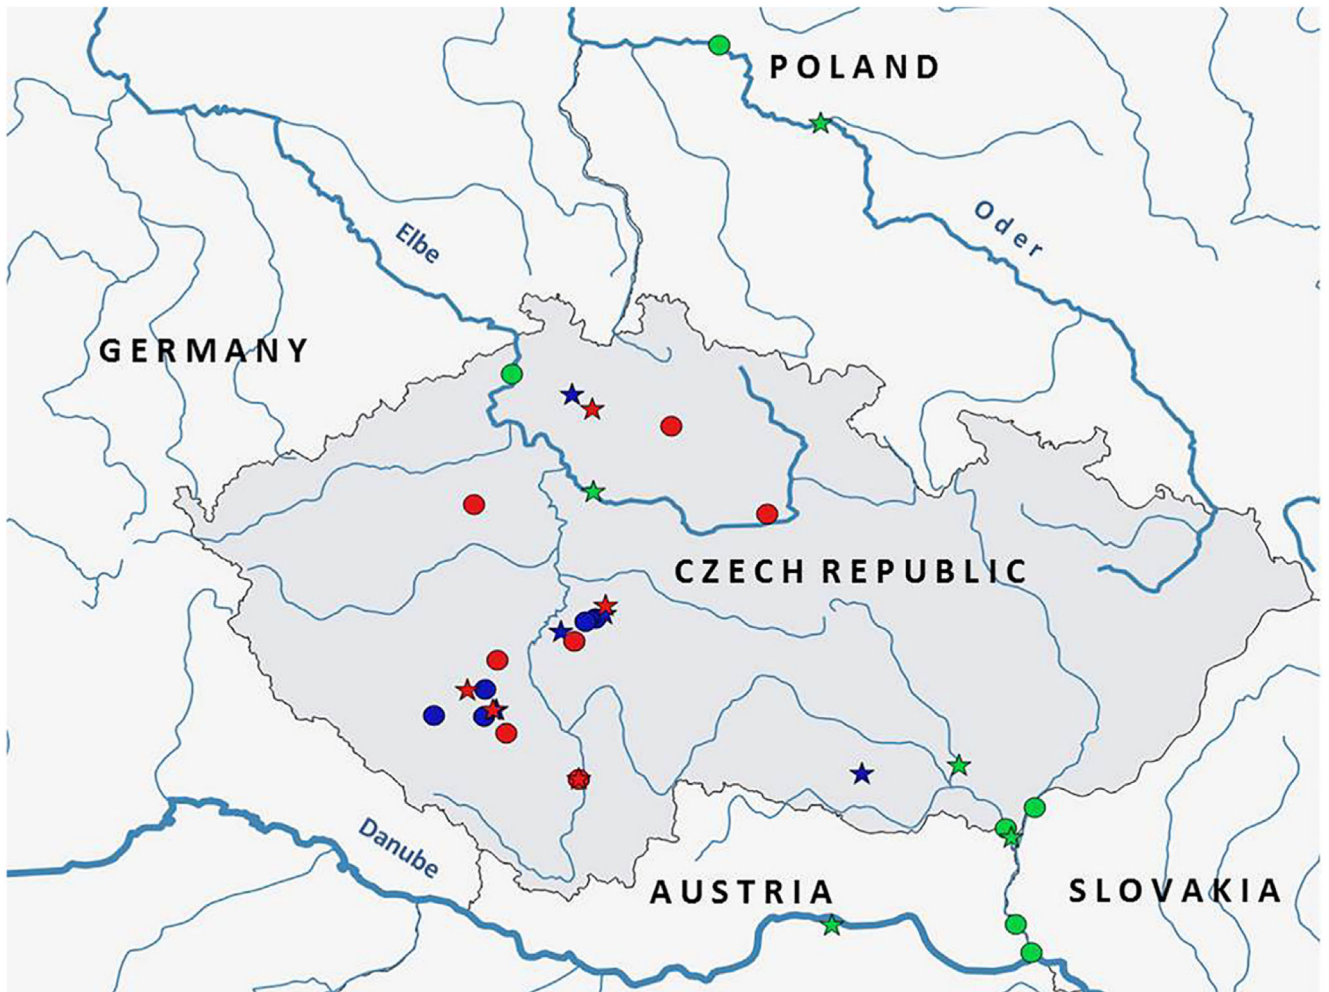 POLAND
Oder
Elbe
GERMANY
CZECH REPUBLIC
Danube
AUSTRIA
SLOVAKIA